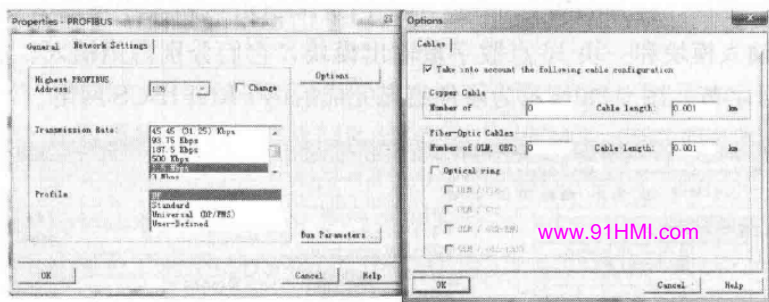 Properties - PROFIBUS
General Network Settings
Highest PROFIBUS
Address:
126
Change
Options...
Transmission Rate:
45.45 (31.25) Kbps
93.75 Kbps
187.5 Kbps
500 Kbps
1.5 Mbps
3 Mbps
Profile
DP
Standard
Universal (DP/FMS)
User-Defined
Bus Parameters...
OK
Cancel
Help
Options
Cables
Take into account the following cable configuration
Copper Cable
Number of
0
Cable length:
0.001
km
Fiber-Optic Cables
Number of OLM, OBT:
0
Cable length:
0.001
km
Optical ring
www.91HMI.com
OK
Cancel
Help